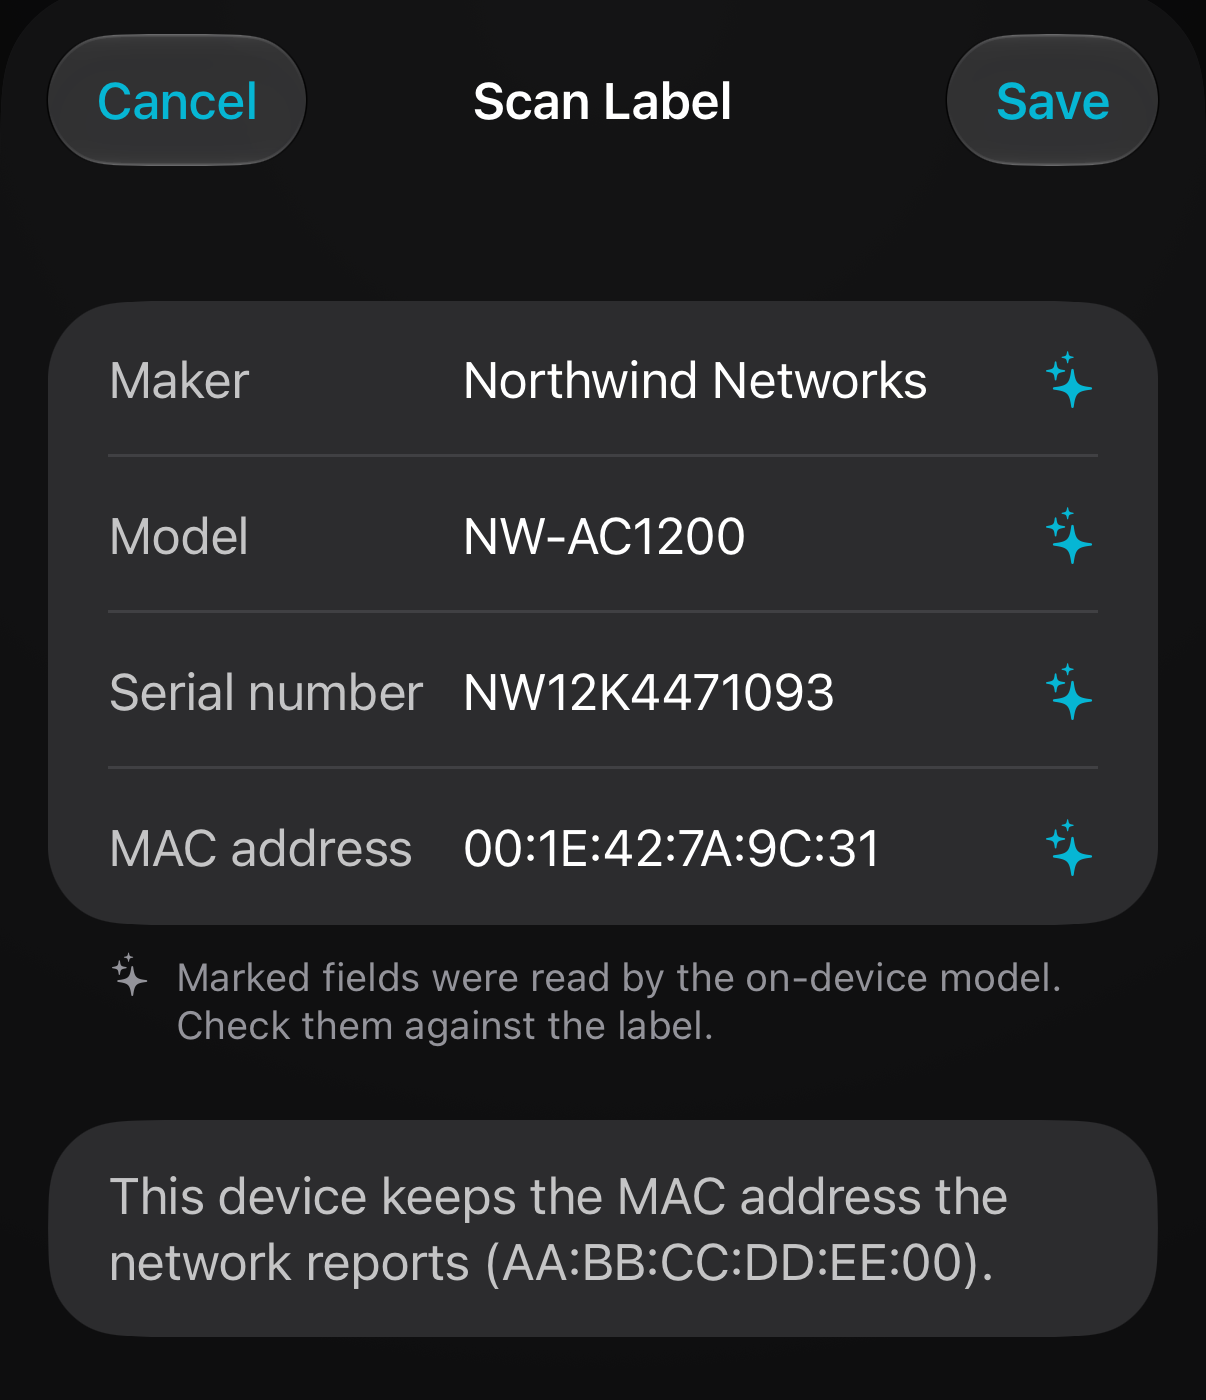 Cancel
Scan Label
Save
Maker
Northwind Networks
Model
NW-AC1200
Serial number
NW12K4471093
MAC address
00:1E:42:7A:9C:31
Marked fields were read by the on-device model.
Check them against the label.
This device keeps the MAC address the
network reports (AA:BB:CC:DD:EE:00).